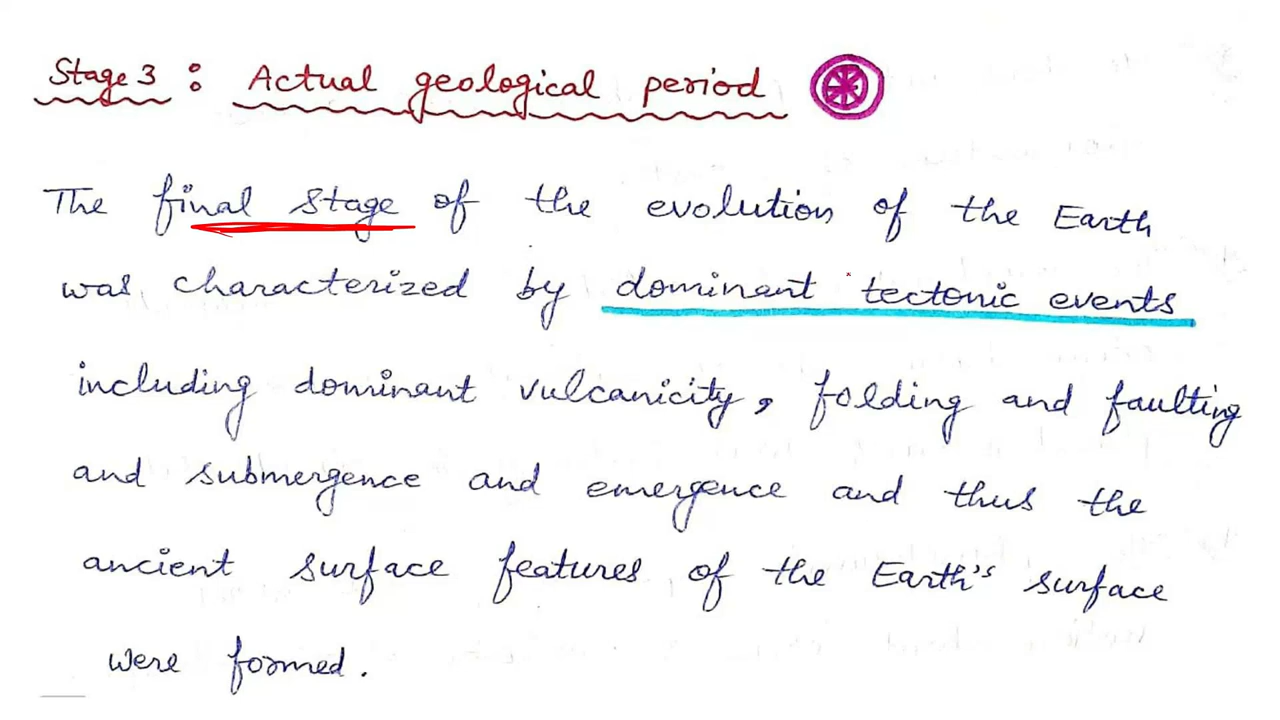 Stage 3 : Actual geological period
The final stage of the evolution of the Earth
was characterized by dominant tectonic events
including dominant vulcanicity, folding and faulting
and submergence and emergence and thus the
ancient surface features of the Earth's surface
were formed.